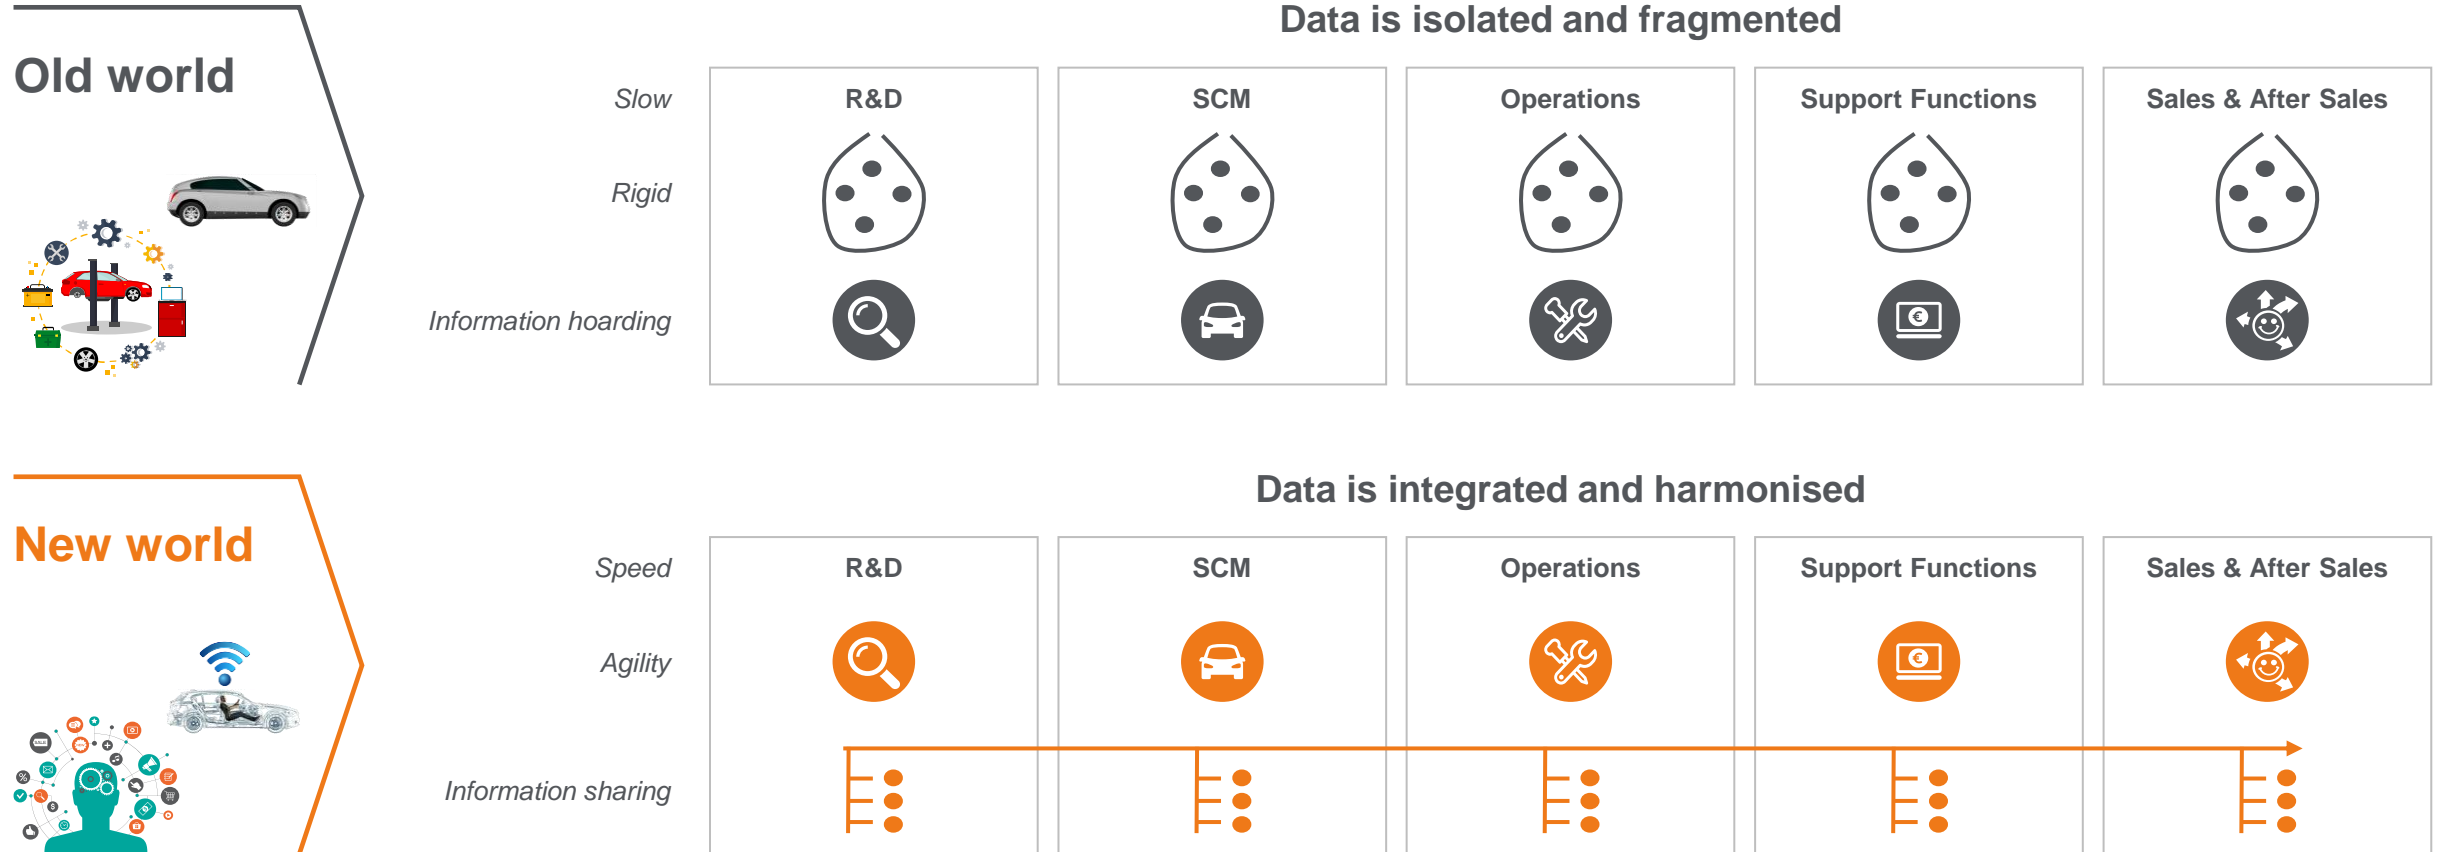 Data is isolated and fragmented
Old world
Slow
Rigid
Information hoarding
R&D
SCM
Operations
Support Functions
Sales & After Sales
€
Data is integrated and harmonised
New world
Speed
Agility
Information sharing
R&D
SCM
Operations
Support Functions
Sales & After Sales
€
SALE
%
$